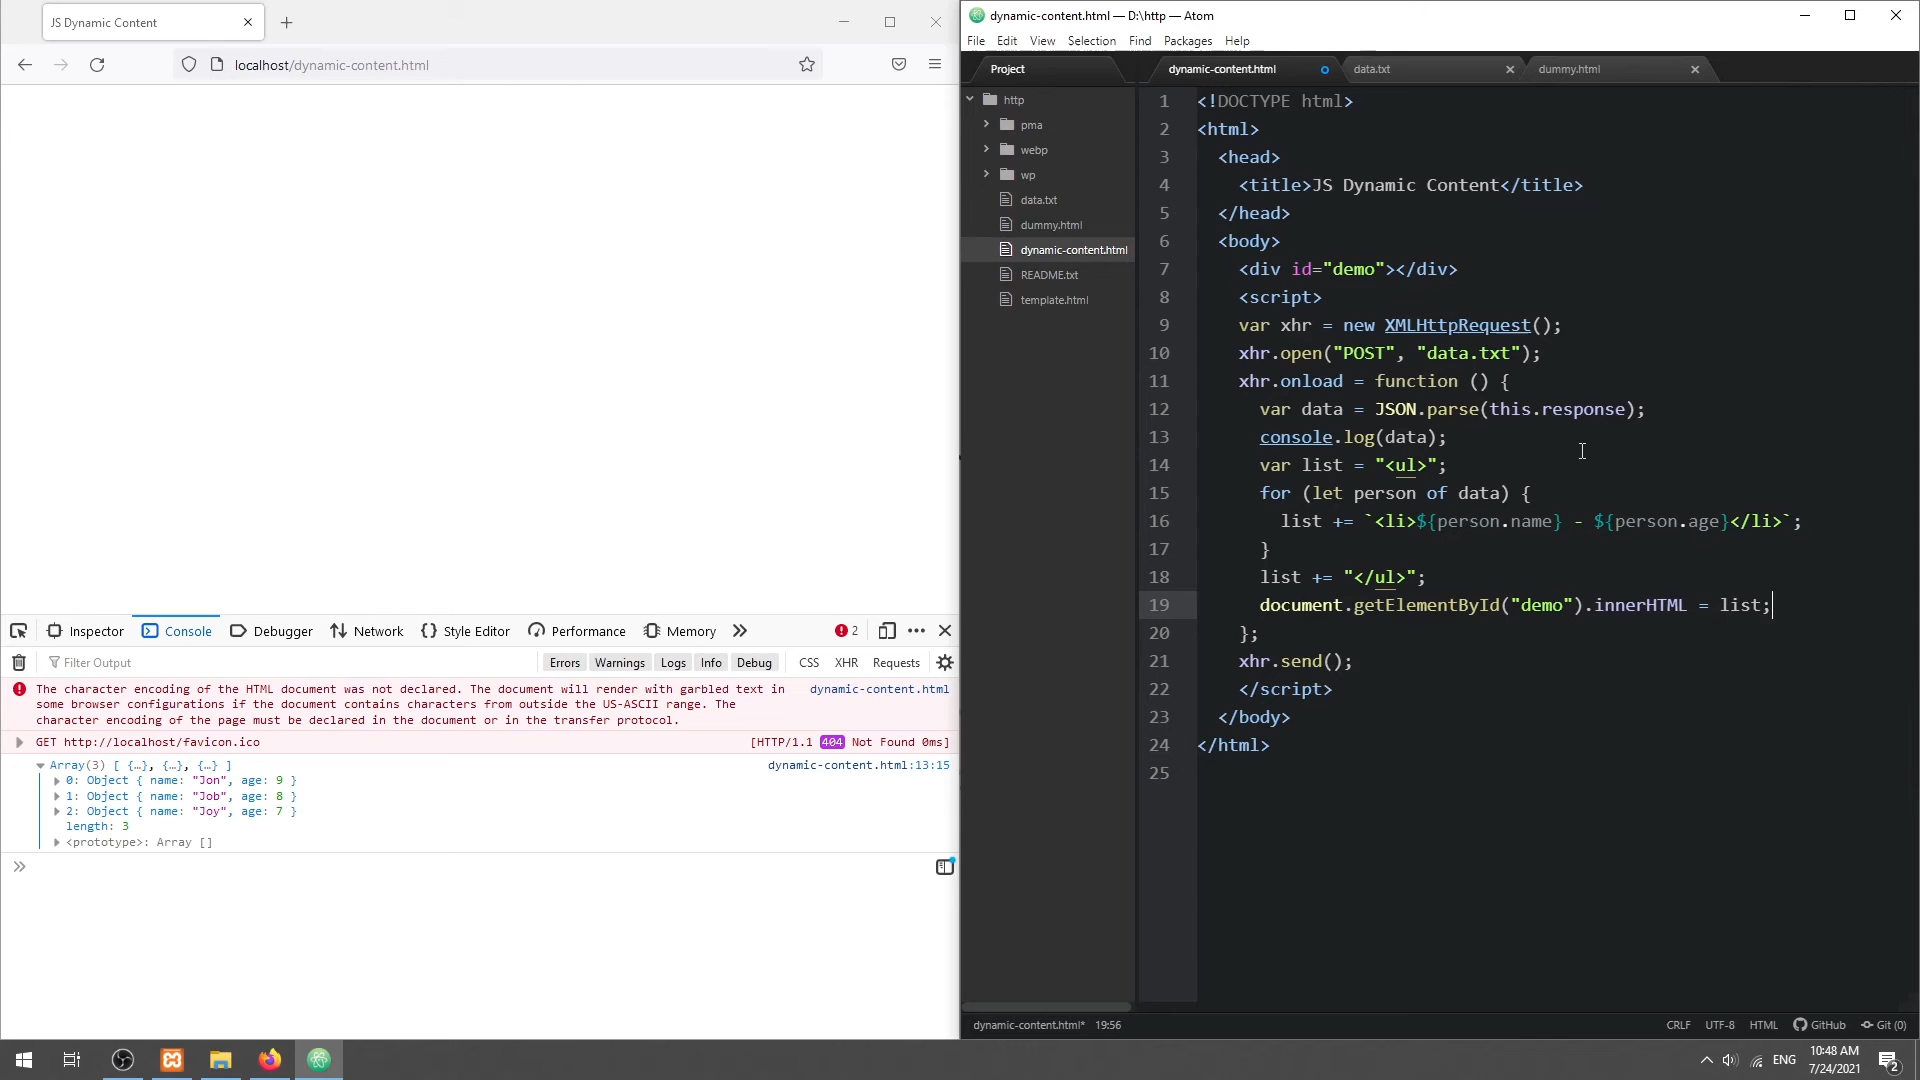 JS Dynamic Content
localhost/dynamic-content.html
Inspector
Console
Debugger
Network
Style Editor
Performance
Memory
2
Filter Output
Errors
Warnings
Logs
Info
Debug
CSS
XHR
Requests
The character encoding of the HTML document was not declared. The document will render with garbled text in
some browser configurations if the document contains characters from outside the US-ASCII range. The
character encoding of the page must be declared in the document or in the transfer protocol.
dynamic-content.html
GET http://localhost/favicon.ico
[HTTP/1.1 404 Not Found 0ms]
Array(3) [ {…}, {…}, {…} ]
dynamic-content.html:13:15
0: Object { name: "Jon", age: 9 }
1: Object { name: "Job", age: 8 }
2: Object { name: "Joy", age: 7 }
length: 3
<prototype>: Array []
dynamic-content.html — D:\http — Atom
File Edit View Selection Find Packages Help
Project
http
pma
webp
wp
data.txt
dummy.html
dynamic-content.html
README.txt
template.html
dynamic-content.html
data.txt
dummy.html
1 <!DOCTYPE html>
2 <html>
3 <head>
4 <title>JS Dynamic Content</title>
5 </head>
6 <body>
7 <div id="demo"></div>
8 <script>
9 var xhr = new XMLHttpRequest();
10 xhr.open("POST", "data.txt");
11 xhr.onload = function () {
12 var data = JSON.parse(this.response);
13 console.log(data);
14 var list = "<ul>";
15 for (let person of data) {
16 list += `<li>${person.name} - ${person.age}</li>`;
17 }
18 list += "</ul>";
19 document.getElementById("demo").innerHTML = list;
20 };
21 xhr.send();
22 </script>
23 </body>
24 </html>
25
dynamic-content.html* 19:56
CRLF UTF-8 HTML GitHub Git (0)
ENG
10:48 AM
7/24/2021
2